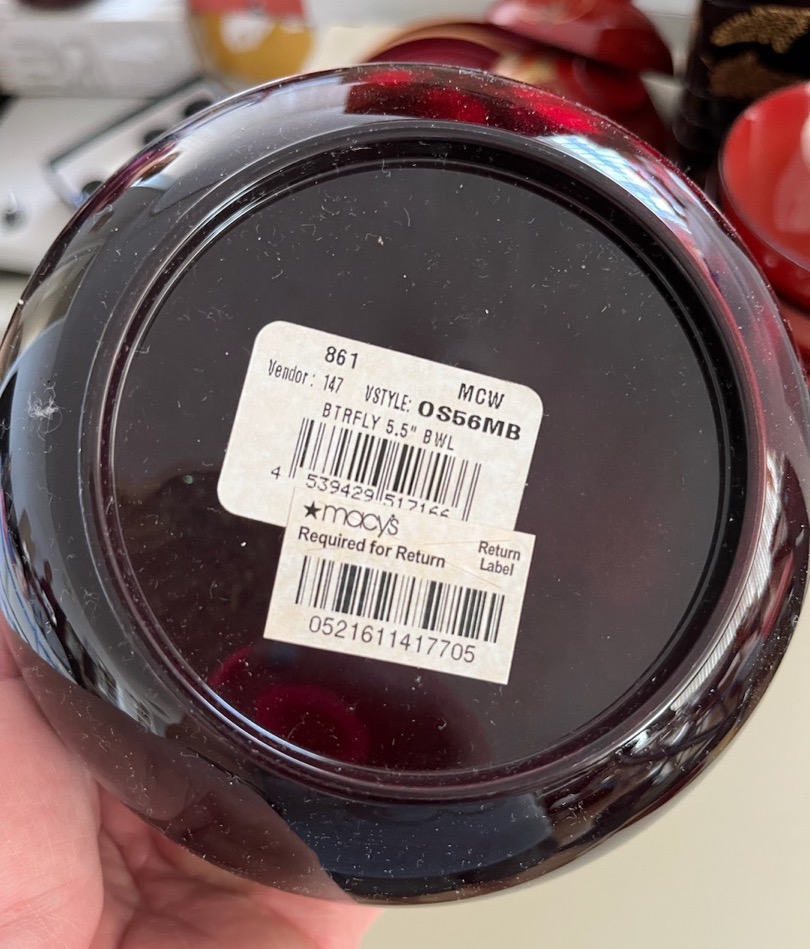 861
MCW
Vendor: 147 VSTYLE: OS56MB
BTRFLY 5.5" BWL
4 539429 517166
★macy's
Required for Return
Return
Label
0521611417705